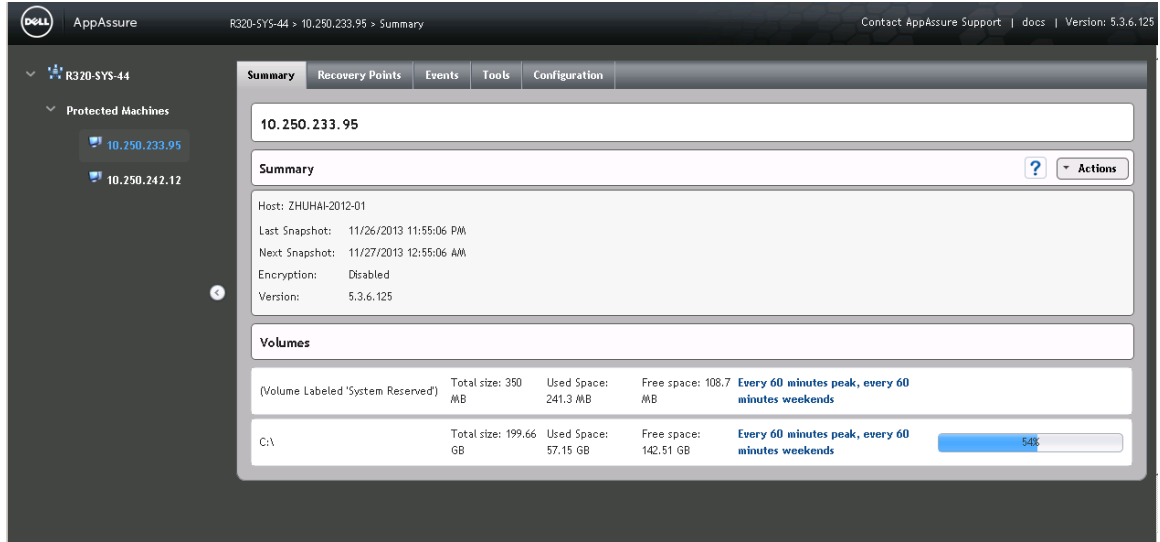 DELL AppAssure R320-SYS-44 > 10.250.233.95 > Summary Contact AppAssure Support | docs | Version: 5.3.6.125
R320-SYS-44
Protected Machines
10.250.233.95
10.250.242.12
Summary Recovery Points Events Tools Configuration
10.250.233.95
Summary ? Actions
Host: ZHUHAI-2012-01
Last Snapshot: 11/26/2013 11:55:06 PM
Next Snapshot: 11/27/2013 12:55:06 AM
Encryption: Disabled
Version: 5.3.6.125
Volumes
(Volume Labeled 'System Reserved') Total size: 350 Used Space: Free space: 108.7 Every 60 minutes peak, every 60
MB 241.3 MB MB minutes weekends
C:\ Total size: 199.66 Used Space: Free space: Every 60 minutes peak, every 60 54%
GB 57.15 GB 142.51 GB minutes weekends